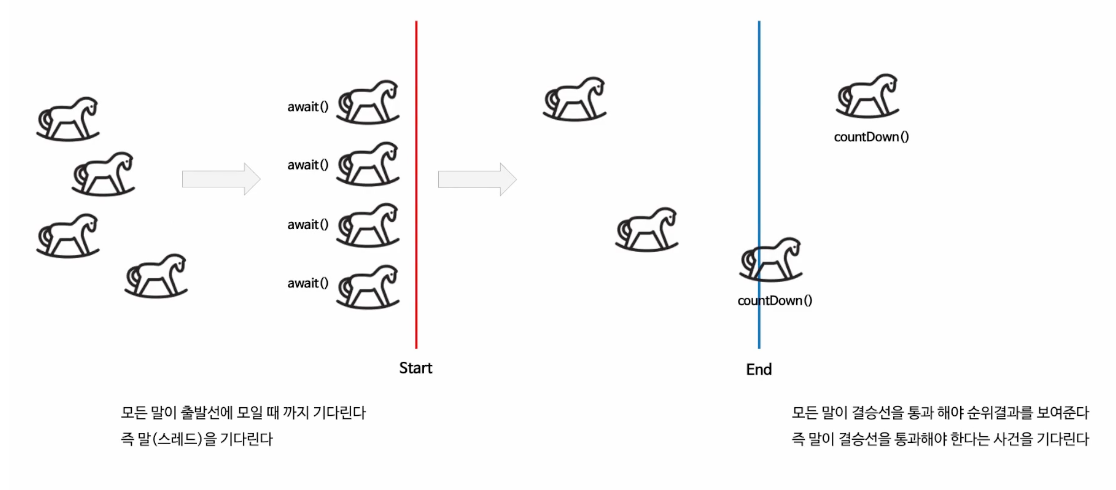 await()
countDown()
await()
await()
await()
countDown()
Start
End
모든 말이 출발선에 모일 때 까지 기다린다
즉 말(스레드)을 기다린다
모든 말이 결승선을 통과 해야 순위결과를 보여준다
즉 말이 결승선을 통과해야 한다는 사건을 기다린다